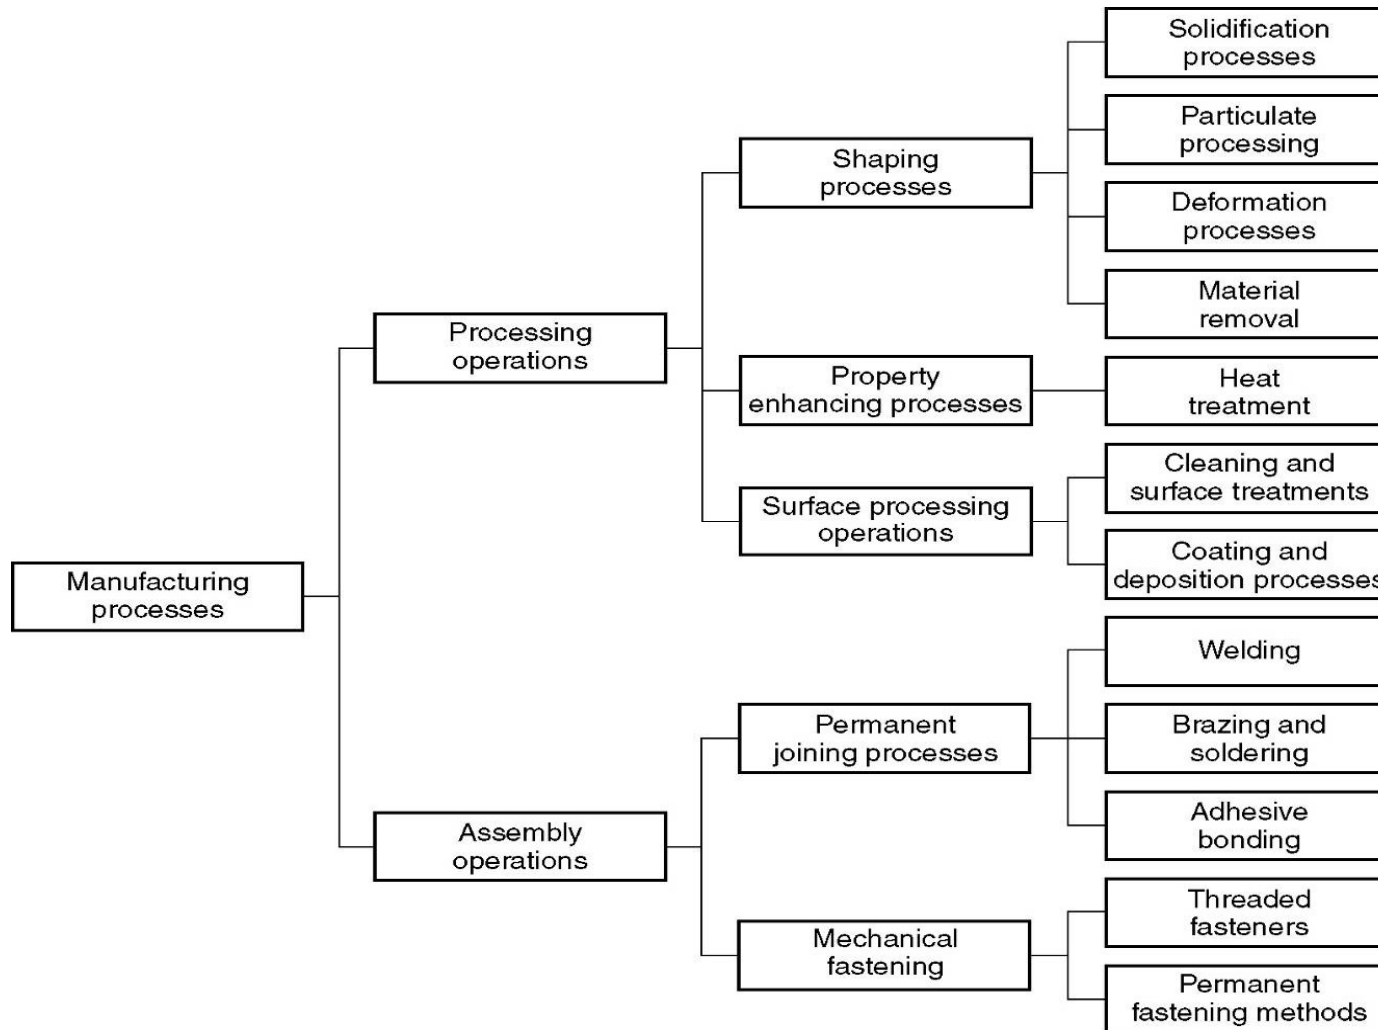 Solidification
processes
Particulate
processing
Shaping
processes
Deformation
processes
Material
removal
Processing
operations
Property
enhancing processes
Heat
treatment
Cleaning and
surface treatments
Surface processing
operations
Coating and
deposition processes
Manufacturing
processes
Welding
Permanent
joining processes
Brazing and
soldering
Assembly
operations
Adhesive
bonding
Threaded
fasteners
Mechanical
fastening
Permanent
fastening methods